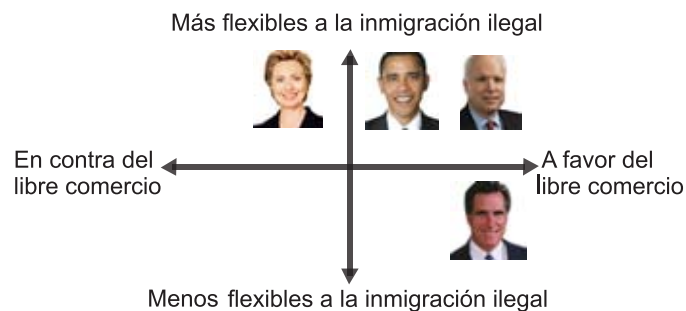 Más flexibles a la inmigración ilegal
En contra del
libre comercio
A favor del
libre comercio
Menos flexibles a la inmigración ilegal